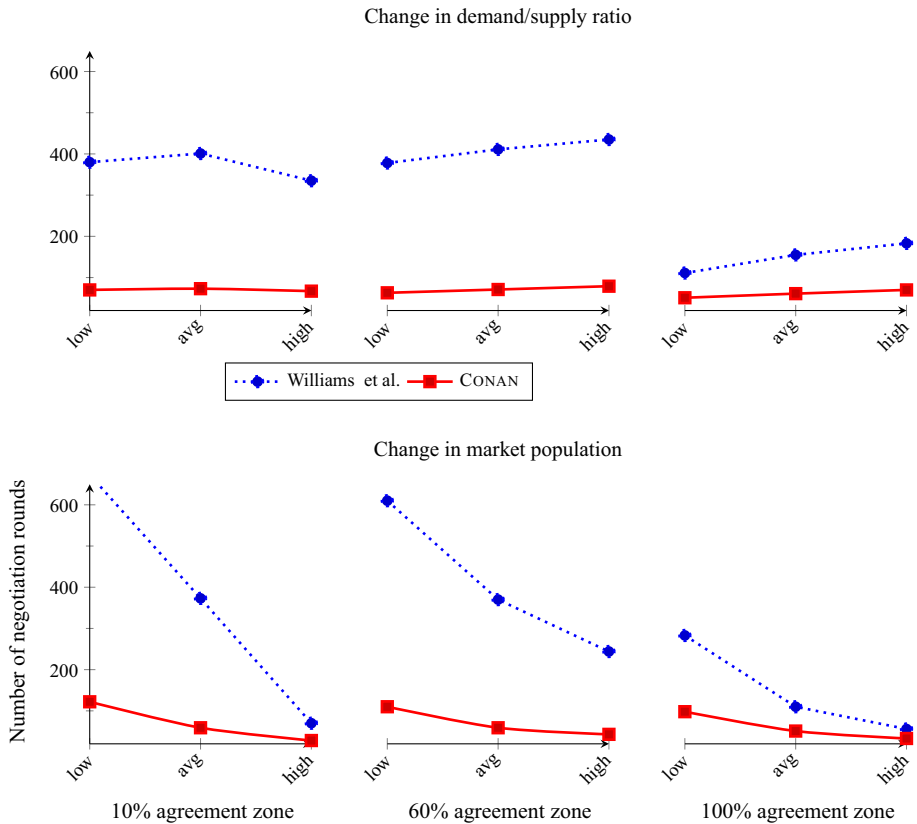 Change in demand/supply ratio
600
400
200
low avg high low avg high low avg high
Williams et al. CONAN
Change in market population
Number of negotiation rounds
600
400
200
low avg high low avg high low avg high
10% agreement zone 60% agreement zone 100% agreement zone